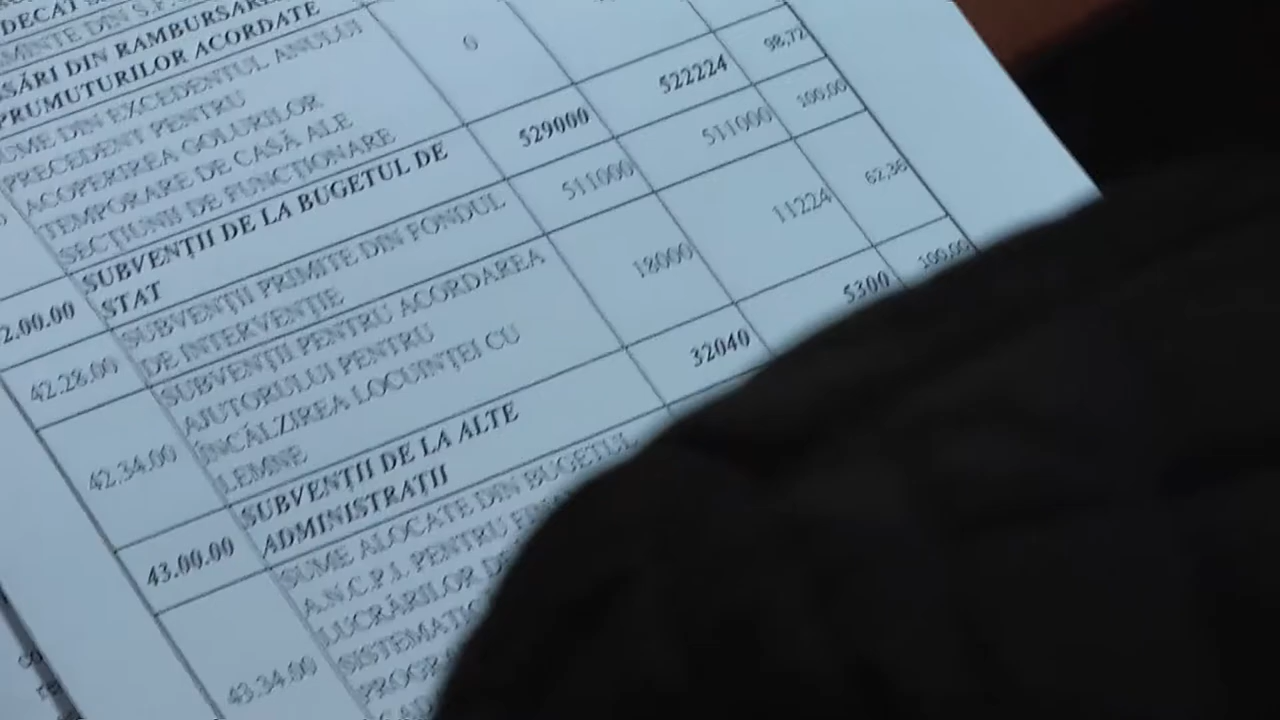 DECAT
AMINTE DIN S.F.
SĂRI DIN RAMBURSAREA
PRUMUTURILOR ACORDATE
UME DIN EXCEDENTUL ANULUI
PRECEDENT PENTRU
ACOPERIREA GOLURILOR
TEMPORARE DE CASĂ ALE
SECȚIUNII DE FUNCȚIONARE
0
2.00.00
SUBVENȚII DE LA BUGETUL DE
STAT
529000
522224
98,72
42.28.00
SUBVENȚII PRIMITE DIN FONDUL
DE INTERVENȚIE
511000
511000
100,00
42.34.00
SUBVENȚII PENTRU ACORDAREA
AJUTORULUI PENTRU
ÎNCĂLZIREA LOCUINȚEI CU
LEMNE
18000
11224
62,36
43.00.00
SUBVENȚII DE LA ALTE
ADMINISTRAȚII
32040
5300
100,00
43.34.00
SUME ALOCATE DIN BUGETUL
A.N.C.P.I. PENTRU
LUCRĂRILOR
SISTEMATIC